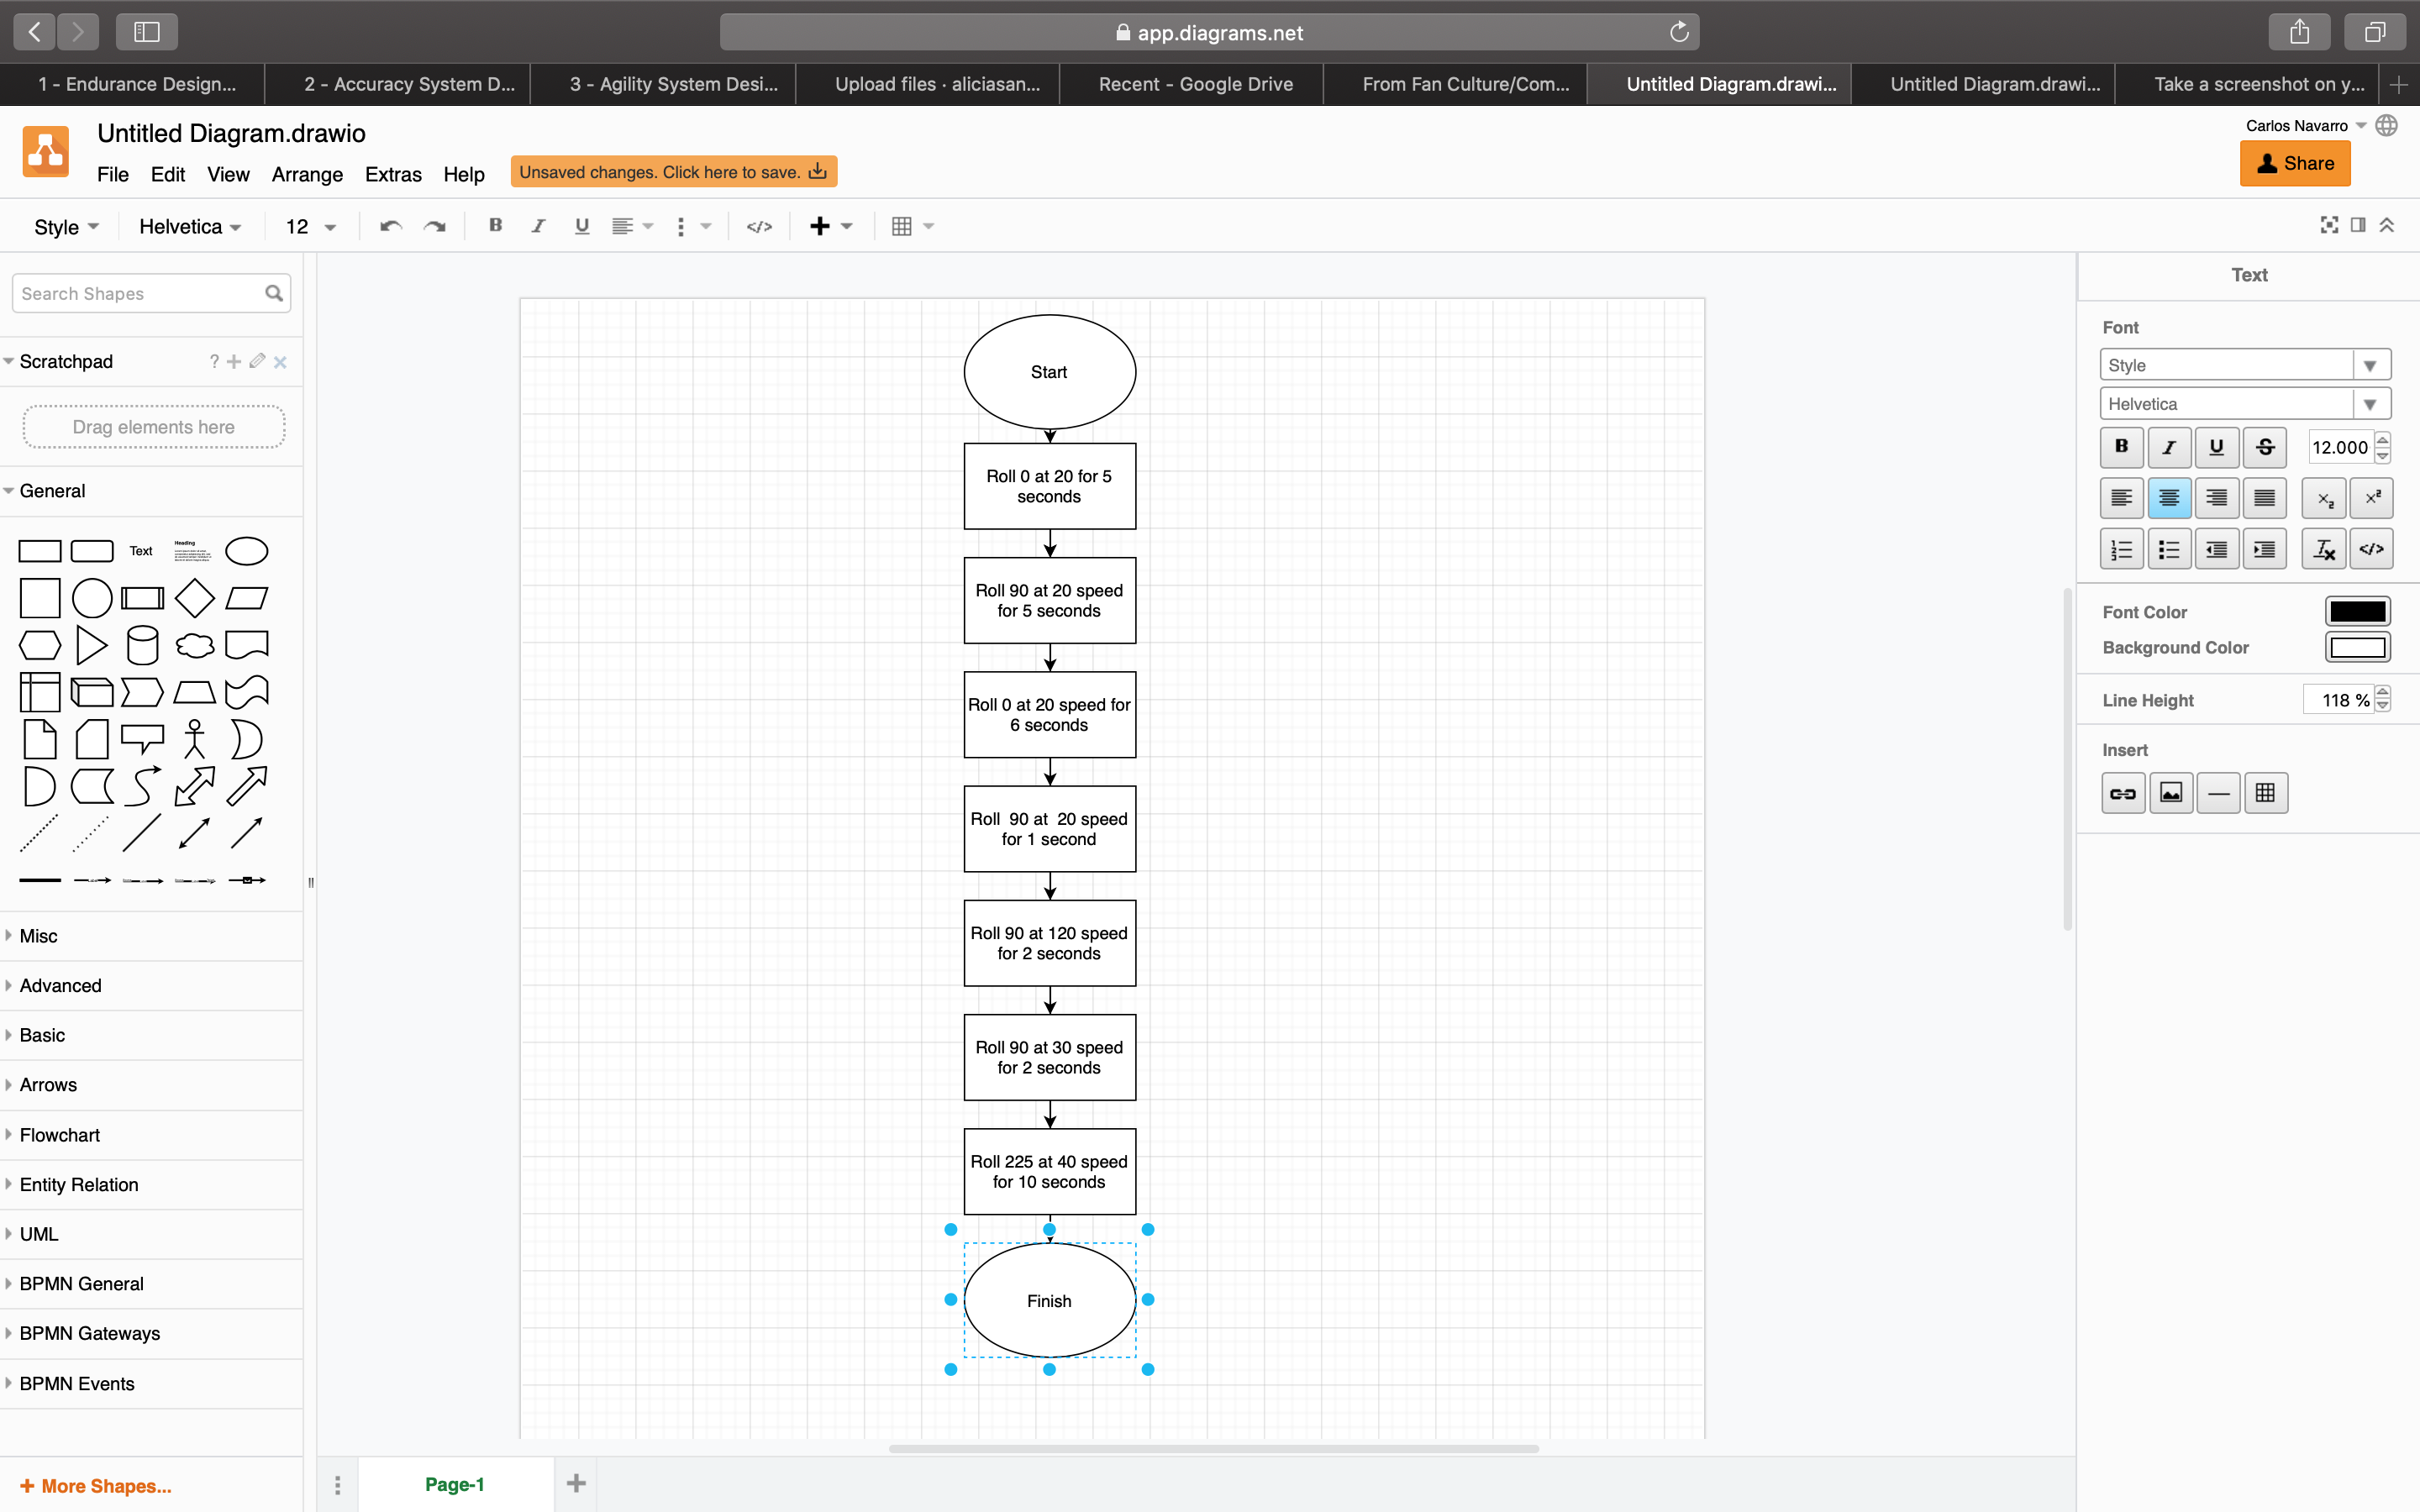 app.diagrams.net
1 - Endurance Design...
2 - Accuracy System D...
3 - Agility System Desi...
Upload files · aliciasan...
Recent - Google Drive
From Fan Culture/Com...
Untitled Diagram.drawi...
Untitled Diagram.drawi...
Take a screenshot on y...
Untitled Diagram.drawio
Carlos Navarro
File Edit View Arrange Extras Help
Unsaved changes. Click here to save.
Share
Style
Helvetica
12
B I U
</>
Search Shapes
Scratchpad
?
Drag elements here
General
Text
Heading
Misc
Advanced
Basic
Arrows
Flowchart
Entity Relation
UML
BPMN General
BPMN Gateways
BPMN Events
+ More Shapes...
Start
Roll 0 at 20 for 5
seconds
Roll 90 at 20 speed
for 5 seconds
Roll 0 at 20 speed for
6 seconds
Roll  90 at  20 speed
for 1 second
Roll 90 at 120 speed
for 2 seconds
Roll 90 at 30 speed
for 2 seconds
Roll 225 at 40 speed
for 10 seconds
Finish
Page-1
Text
Font
Style
Helvetica
B I U S
12.000
x₂ x²
</>
Font Color
Background Color
Line Height
118 %
Insert